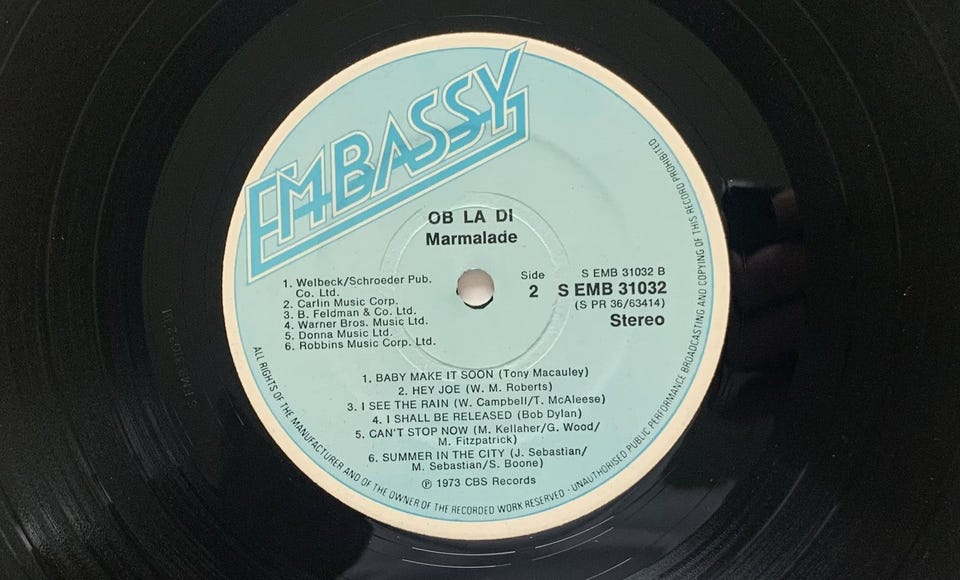 EMBASSY
OB LA DI
Marmalade
1. Welbeck/Schroeder Pub.
Co. Ltd.
2. Carlin Music Corp.
3. B. Feldman & Co. Ltd.
4. Warner Bros. Music Ltd.
5. Donna Music Ltd.
6. Robbins Music Corp. Ltd.
Side
2
S EMB 31032 B
S EMB 31032
(S PR 36/63414)
Stereo
1. BABY MAKE IT SOON (Tony Macauley)
2. HEY JOE (W. M. Roberts)
3. I SEE THE RAIN (W. Campbell/T. McAleese)
4. I SHALL BE RELEASED (Bob Dylan)
5. CAN'T STOP NOW (M. Kellaher/G. Wood/
M. Fitzpatrick)
6. SUMMER IN THE CITY (J. Sebastian/
M. Sebastian/S. Boone)
℗ 1973 CBS Records
ALL RIGHTS OF THE MANUFACTURER AND OF THE OWNER OF THE RECORDED WORK RESERVED - UNAUTHORISED PUBLIC PERFORMANCE BROADCASTING AND COPYING OF THIS RECORD PROHIBITED